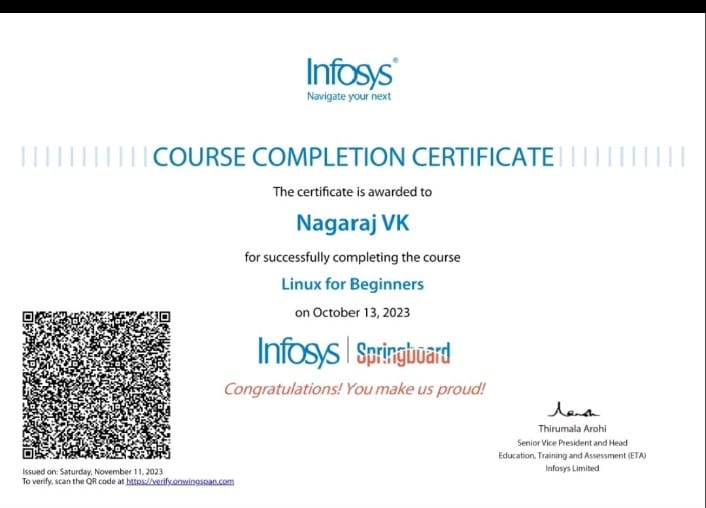 Infosys®
Navigate your next
COURSE COMPLETION CERTIFICATE
The certificate is awarded to
Nagaraj VK
for successfully completing the course
Linux for Beginners
on October 13, 2023
Infosys | Springboard
Congratulations! You make us proud!
Thirumala Arohi
Senior Vice President and Head
Education, Training and Assessment (ETA)
Infosys Limited
Issued on: Saturday, November 11, 2023
To verify, scan the QR code at https://verify.onwingspan.com